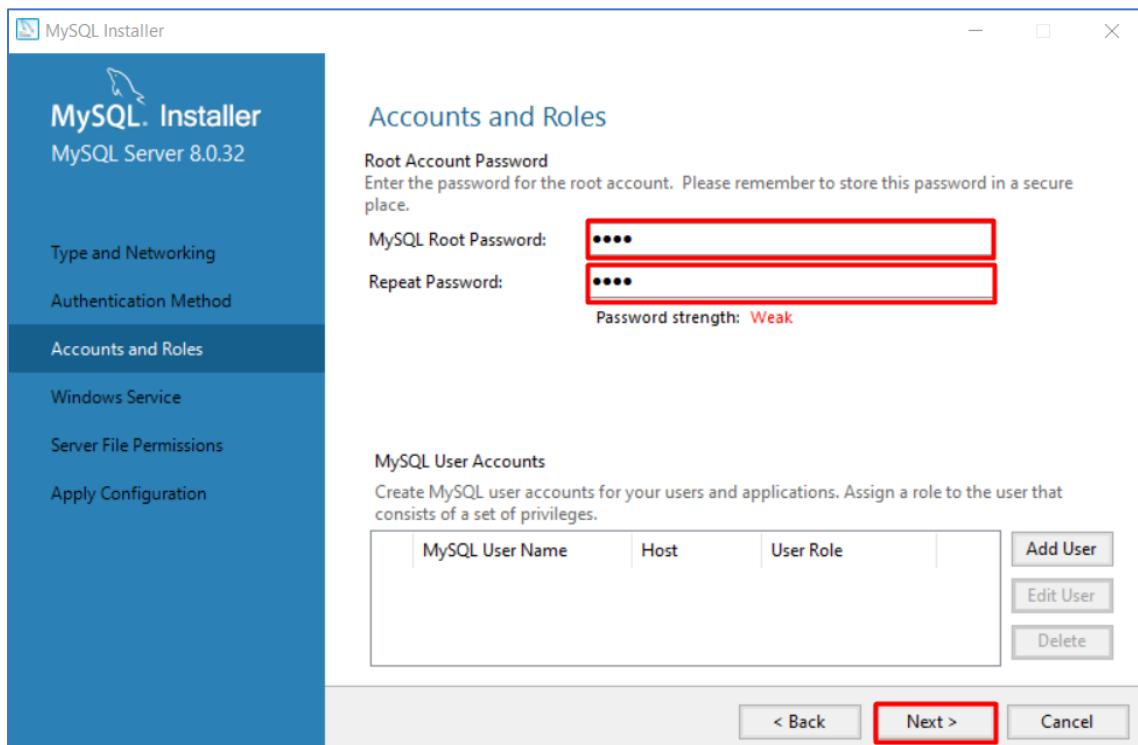 MySQL Installer
MySQL. Installer
MySQL Server 8.0.32
Type and Networking
Authentication Method
Accounts and Roles
Windows Service
Server File Permissions
Apply Configuration
Accounts and Roles
Root Account Password
Enter the password for the root account. Please remember to store this password in a secure
place.
MySQL Root Password: ●●●●
Repeat Password: ●●●●
Password strength: Weak
MySQL User Accounts
Create MySQL user accounts for your users and applications. Assign a role to the user that
consists of a set of privileges.
MySQL User Name Host User Role
Add User
Edit User
Delete
< Back Next > Cancel